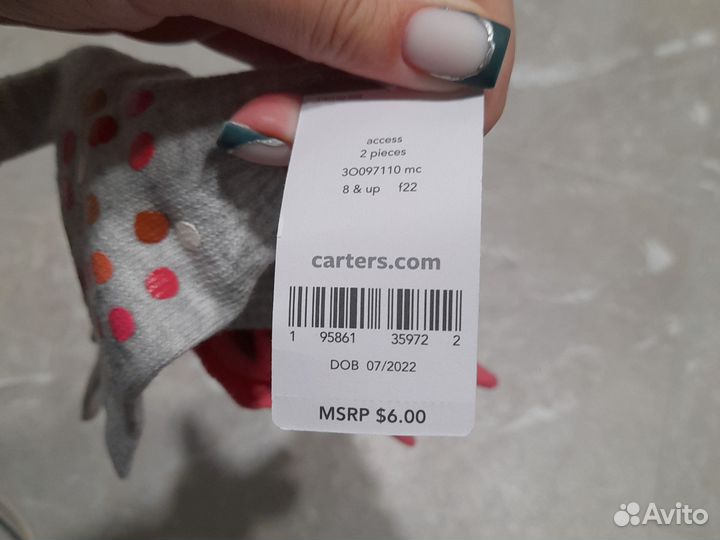 access
2 pieces
3O097110 mc
8 & up f22
carters.com
1 95861 35972 2
DOB 07/2022
MSRP $6.00
Avito